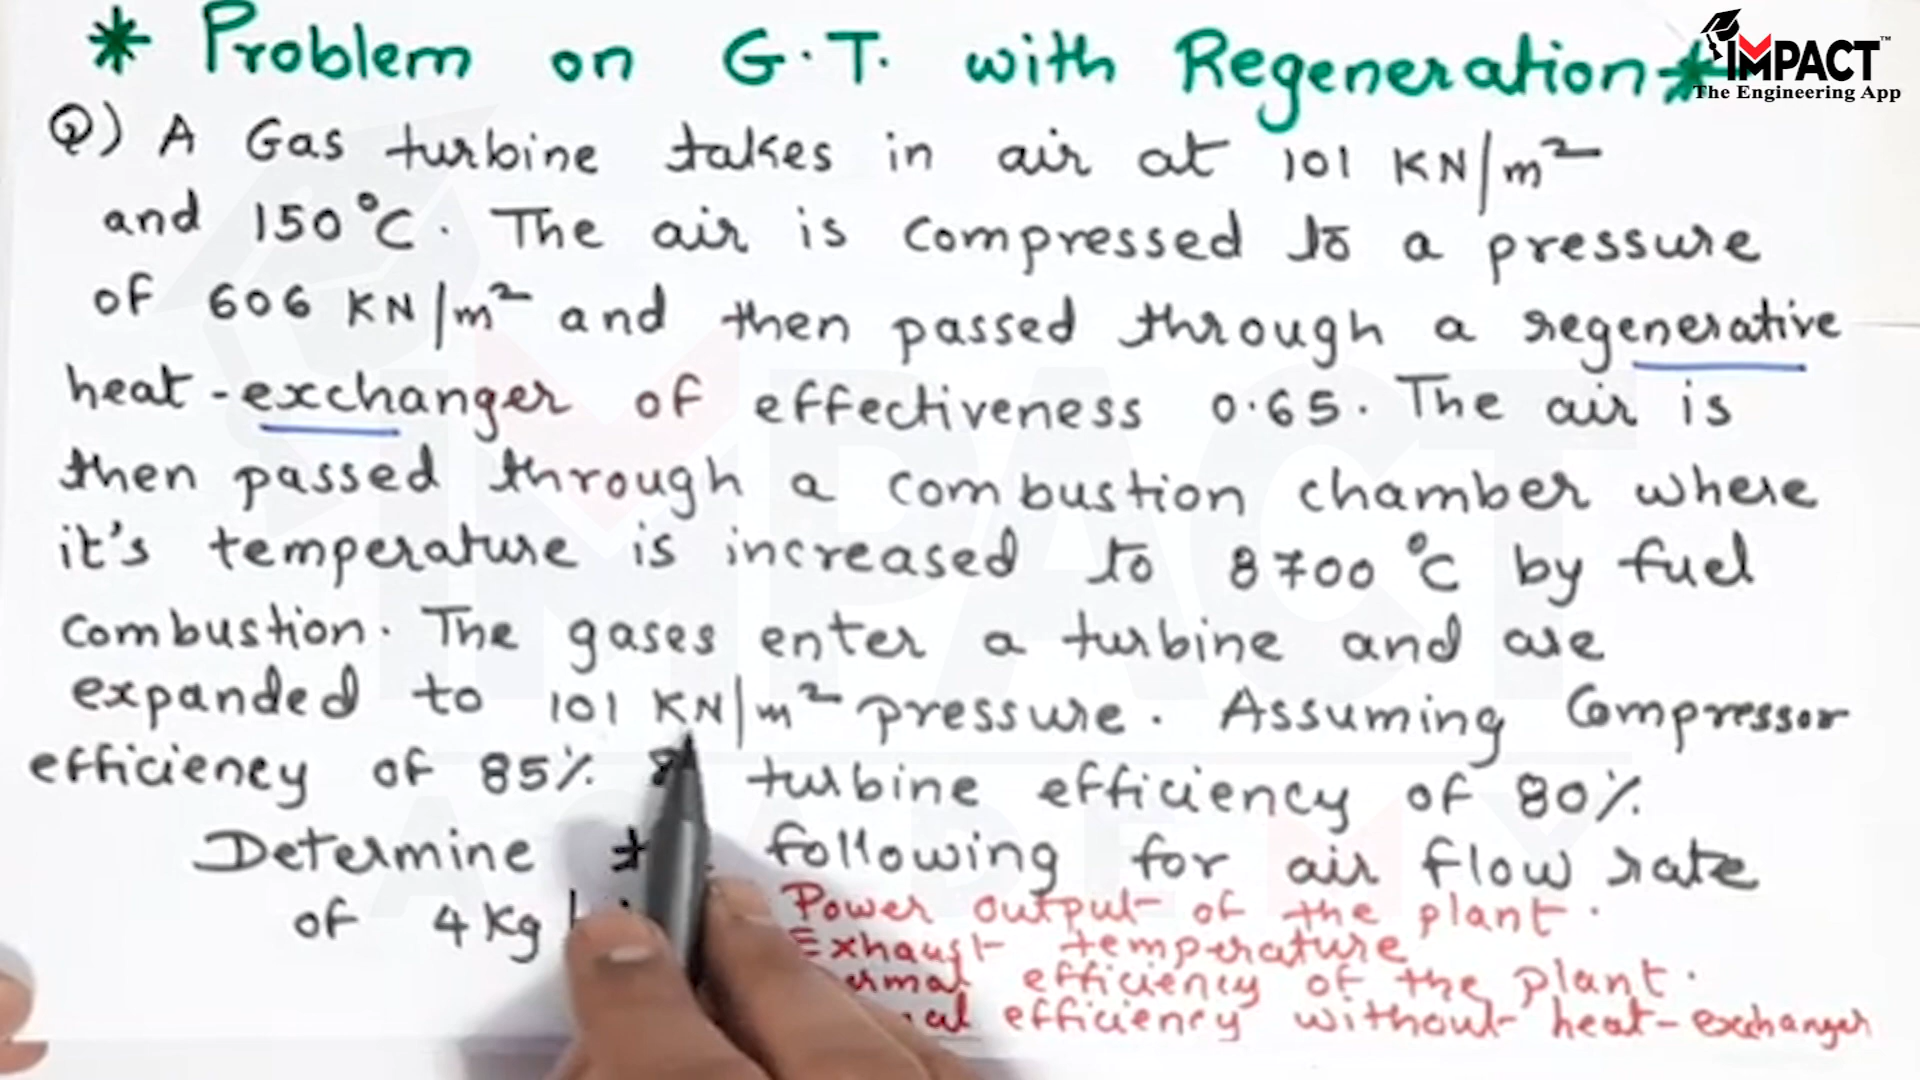 * Problem on G.T. with Regeneration *
IMPACT™
The Engineering App
Q) A Gas turbine takes in air at 101 KN/m²
and 150°C. The air is compressed to a pressure
of 606 KN/m² and then passed through a regenerative
heat-exchanger of effectiveness 0.65. The air is
then passed through a combustion chamber where
it's temperature is increased to 8700 °C by fuel
combustion. The gases enter a turbine and are
expanded to 101 KN/m² pressure. Assuming Compressor
efficiency of 85% turbine efficiency of 80%
Determine following for air flow rate
of 4 Kg
Power output of the plant.
Exhaust temperature
efficiency of the plant.
efficiency without heat-exchanger
IMPACT
ACADEMY